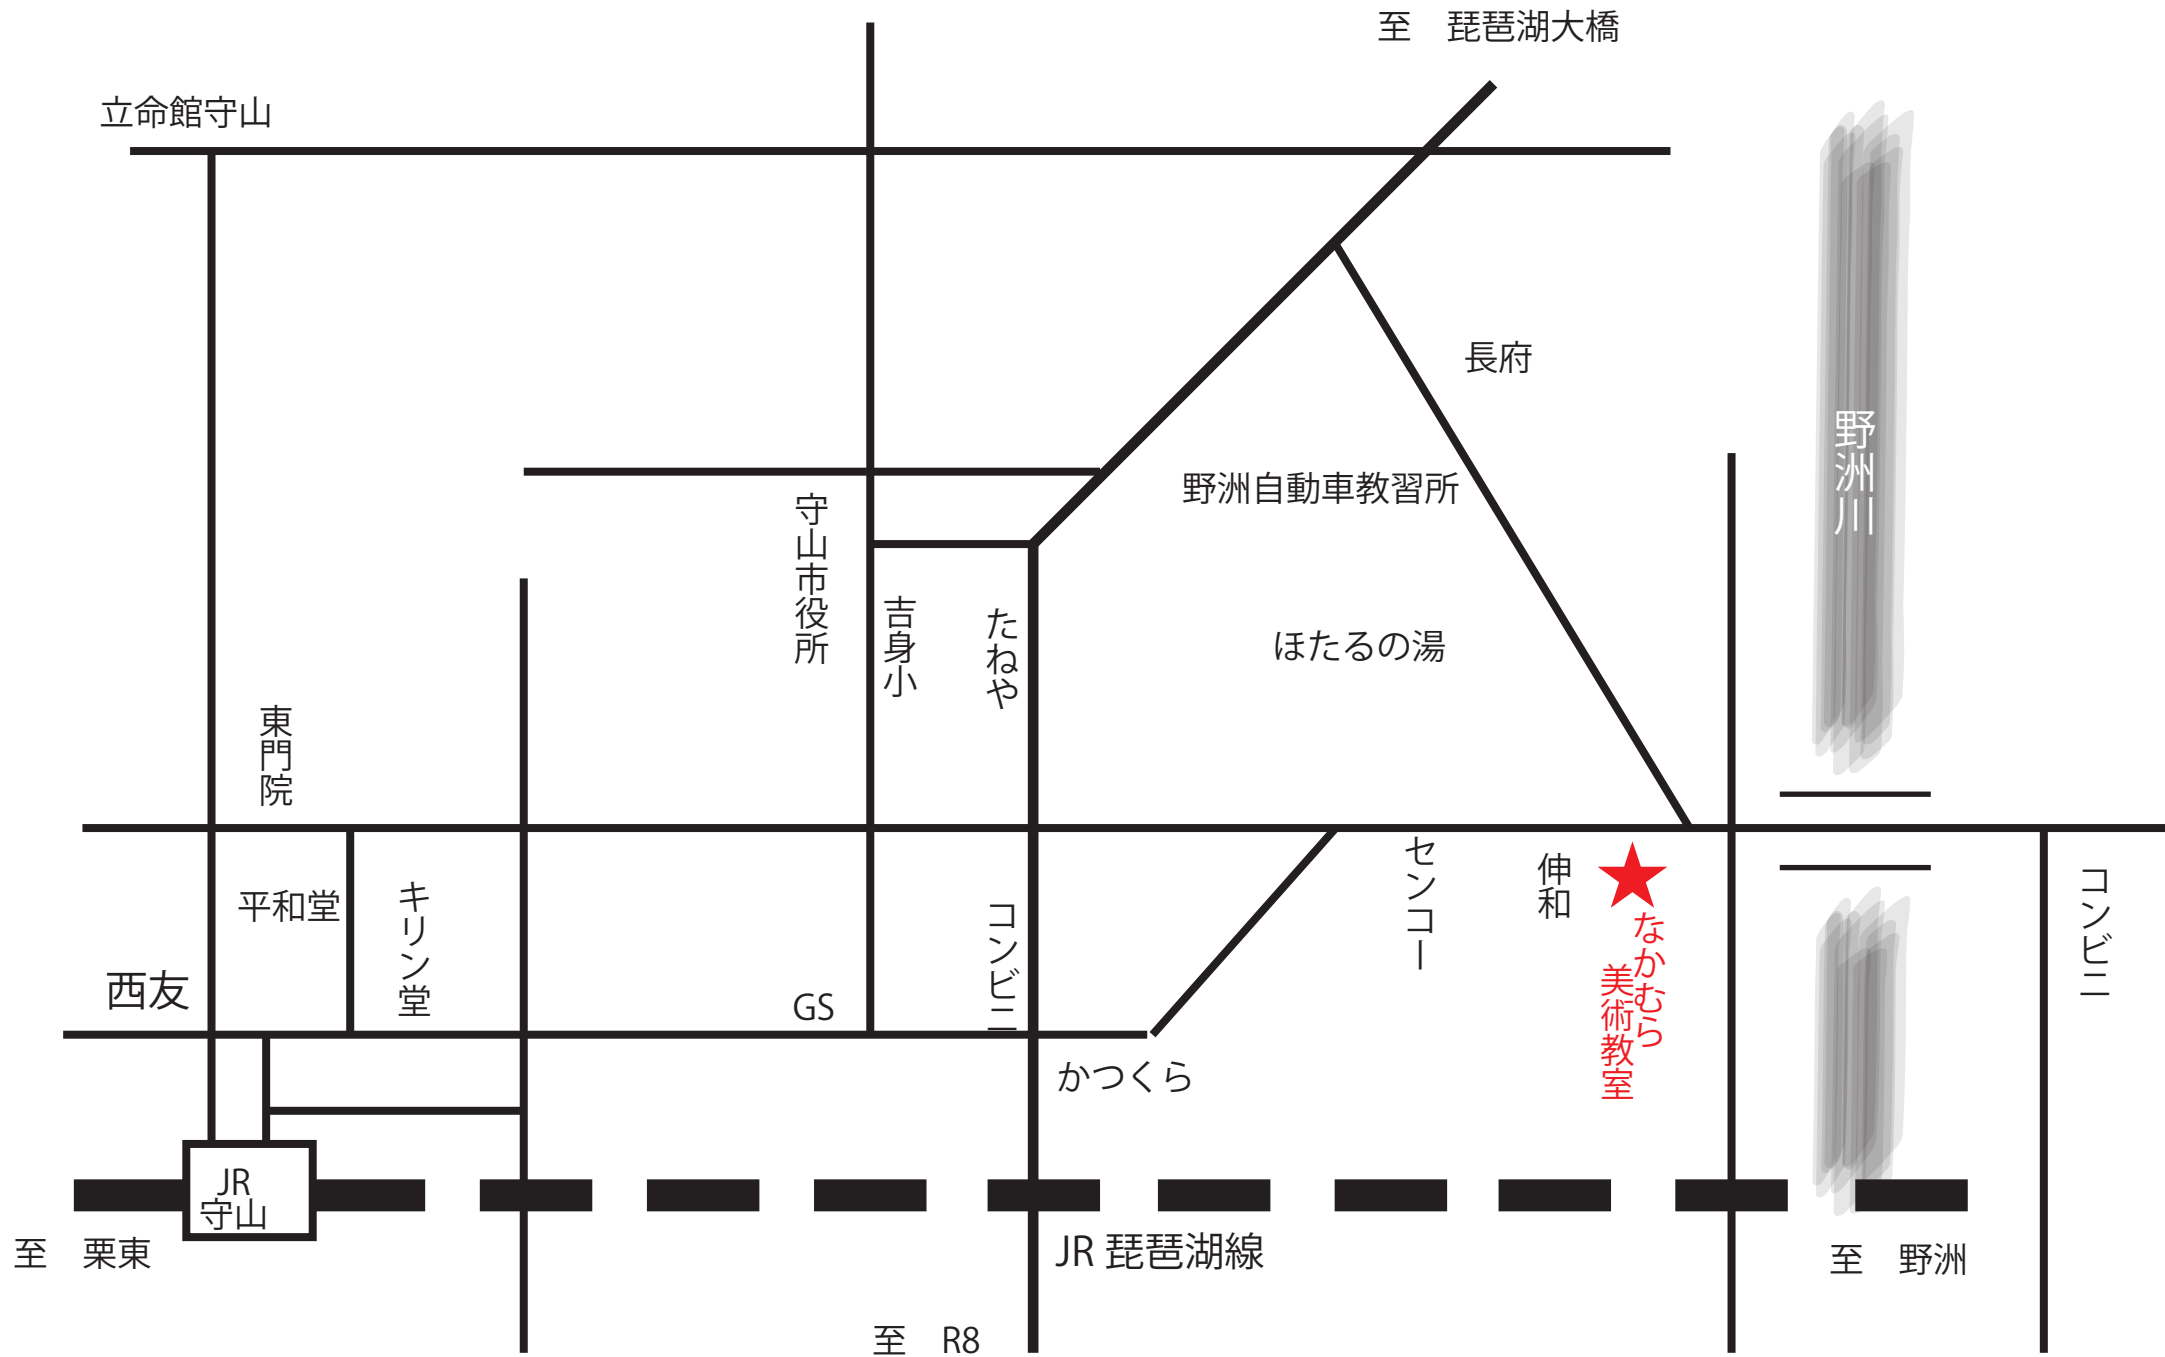 至　琵琶湖大橋
立命館守山
長府
野洲川
野洲自動車教習所
守山市役所
吉身小
たねや
ほたるの湯
東門院
センコー
伸和
コンビニ
平和堂
キリン堂
コンビニ
なかむら
美術教室
西友
GS
かつくら
JR
守山
JR 琵琶湖線
至　栗東
至　野洲
至　R8